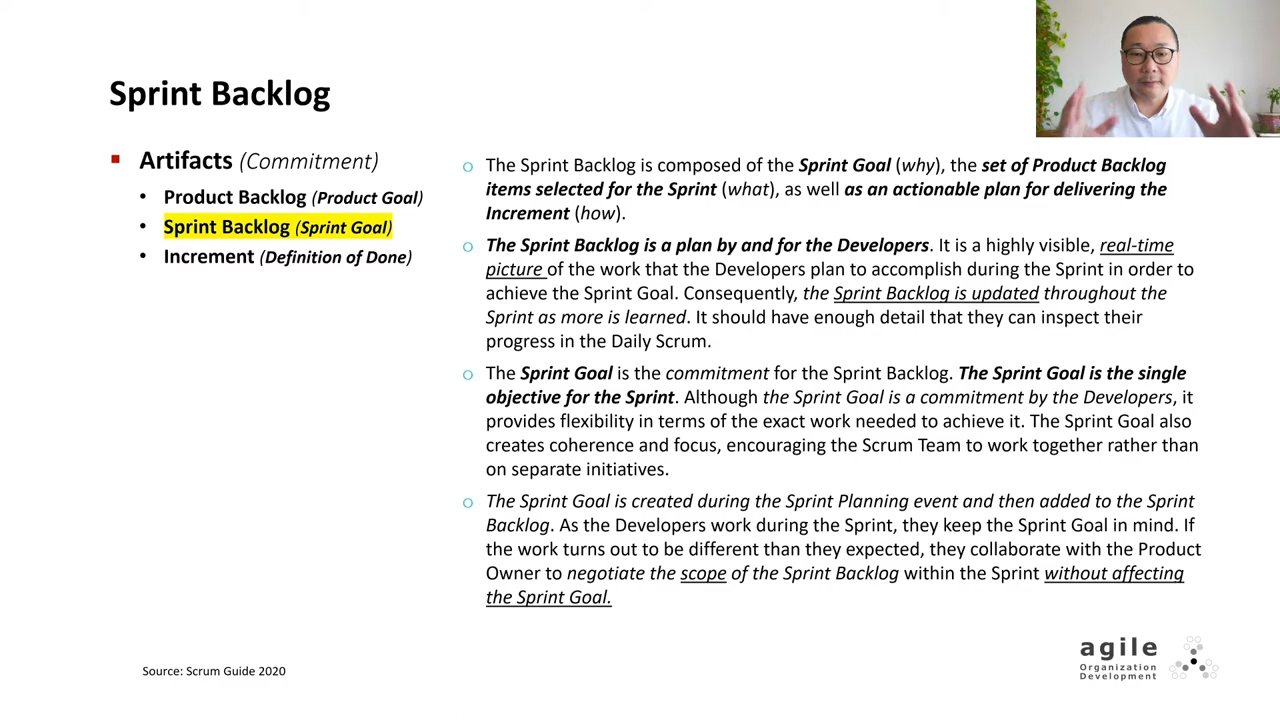 Sprint Backlog
Artifacts (Commitment)
Product Backlog (Product Goal)
Sprint Backlog (Sprint Goal)
Increment (Definition of Done)
The Sprint Backlog is composed of the Sprint Goal (why), the set of Product Backlog
items selected for the Sprint (what), as well as an actionable plan for delivering the
Increment (how).
The Sprint Backlog is a plan by and for the Developers. It is a highly visible, real-time
picture of the work that the Developers plan to accomplish during the Sprint in order to
achieve the Sprint Goal. Consequently, the Sprint Backlog is updated throughout the
Sprint as more is learned. It should have enough detail that they can inspect their
progress in the Daily Scrum.
The Sprint Goal is the commitment for the Sprint Backlog. The Sprint Goal is the single
objective for the Sprint. Although the Sprint Goal is a commitment by the Developers, it
provides flexibility in terms of the exact work needed to achieve it. The Sprint Goal also
creates coherence and focus, encouraging the Scrum Team to work together rather than
on separate initiatives.
The Sprint Goal is created during the Sprint Planning event and then added to the Sprint
Backlog. As the Developers work during the Sprint, they keep the Sprint Goal in mind. If
the work turns out to be different than they expected, they collaborate with the Product
Owner to negotiate the scope of the Sprint Backlog within the Sprint without affecting
the Sprint Goal.
Source: Scrum Guide 2020
agile
Organization
Development